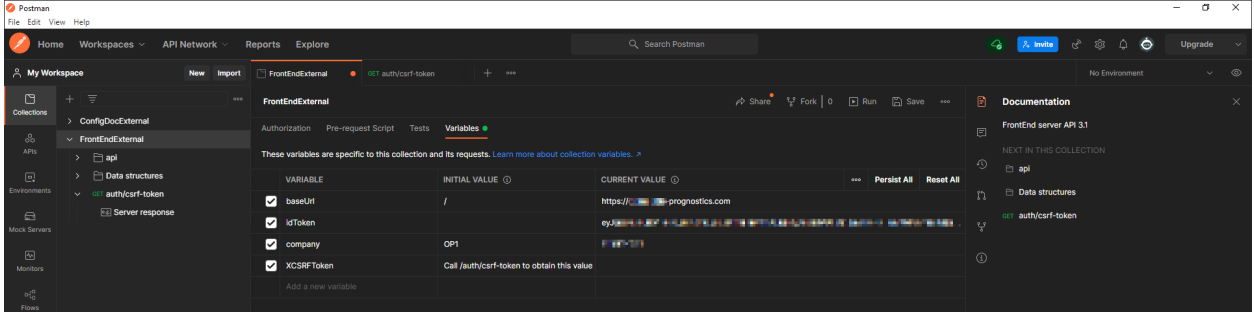 Postman
File Edit View Help
Home Workspaces API Network Reports Explore Search Postman Invite Upgrade
My Workspace New Import FrontEndExternal GET auth/csrf-token No Environment
Collections
APIs
Environments
Mock Servers
Monitors
Flows
ConfigDocExternal
FrontEndExternal
api
Data structures
GET auth/csrf-token
Server response
FrontEndExternal Share Fork 0 Run Save
Authorization Pre-request Script Tests Variables
These variables are specific to this collection and its requests. Learn more about collection variables. ↗
VARIABLE INITIAL VALUE CURRENT VALUE Persist All Reset All
baseUrl / https:// -prognostics.com
IdToken eyJ
company OP1
XCSRFToken Call /auth/csrf-token to obtain this value
Add a new variable
Documentation
FrontEnd server API 3.1
NEXT IN THIS COLLECTION
api
Data structures
GET auth/csrf-token